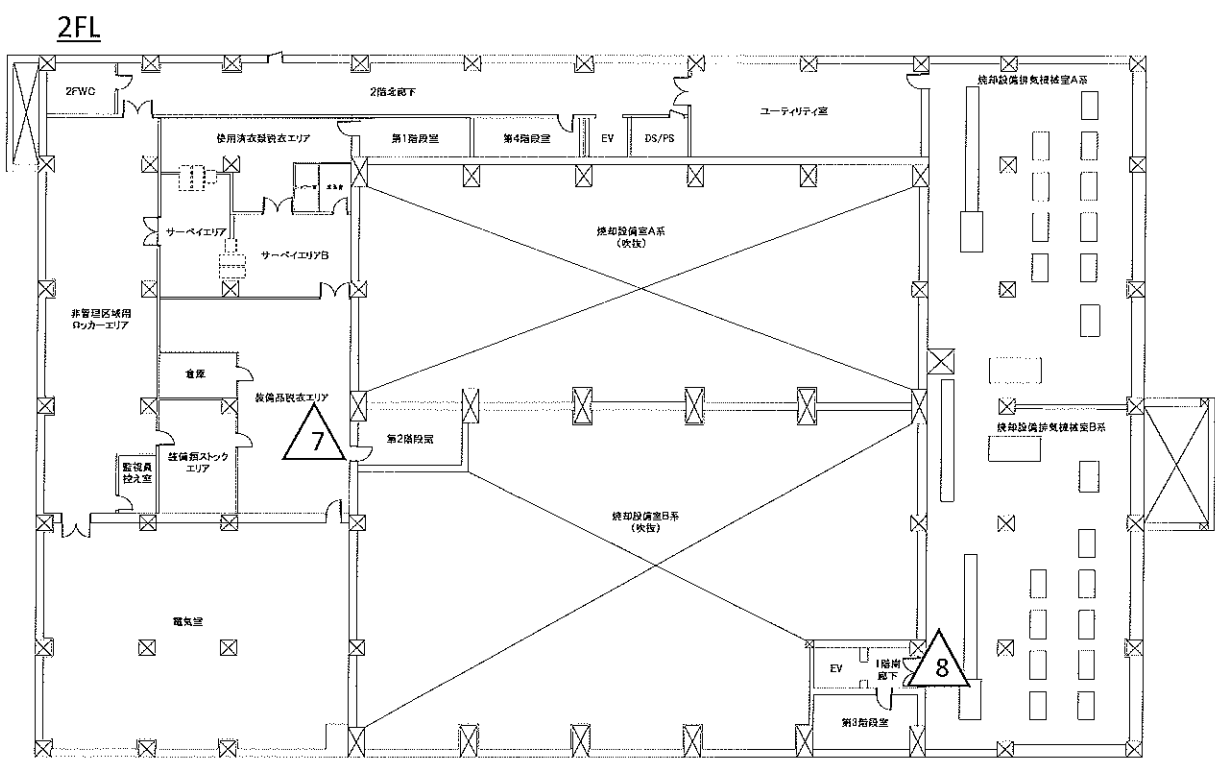 2FL
2FWC
2階北廊下
焼却設備排気機械室A系
ユーティリティ室
使用済衣類脱衣エリア
第1階段室
第4階段室
EV
DS/PS
サーベイエリア
サーベイエリアB
焼却設備室A系
(吹抜)
非管理区域用
ロッカーエリア
倉庫
装備品脱衣エリア
7
第2階段室
装備類ストック
エリア
監視員
控え室
焼却設備排気機械室B系
焼却設備室B系
(吹抜)
電気室
EV
1階南
廊下
8
第3階段室